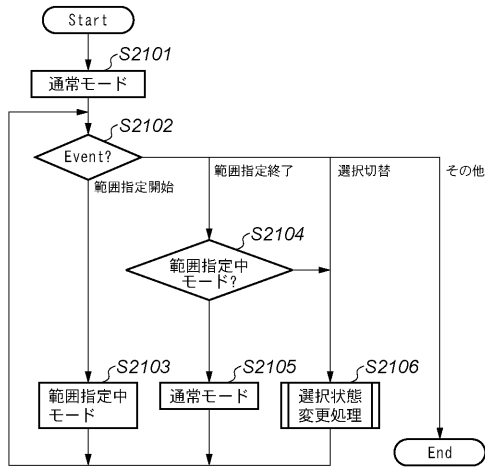 Start
S2101
通常モード
S2102
Event?
範囲指定開始
範囲指定終了
選択切替
その他
S2104
範囲指定中
モード?
S2103
範囲指定中
モード
S2105
通常モード
S2106
選択状態
変更処理
End